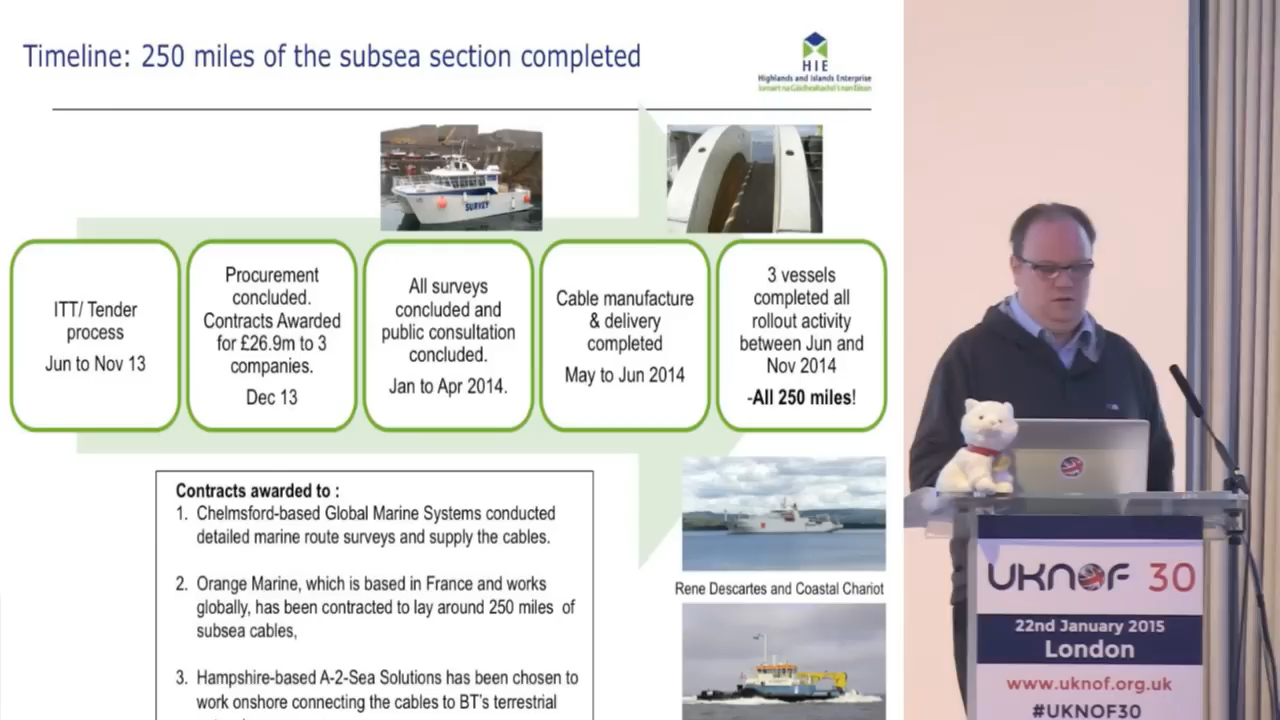 Timeline: 250 miles of the subsea section completed
HIE
Highlands and Islands Enterprise
Iomairt na Gàidhealtachd 's nan Eilean
SURVEY
ITT/ Tender
process
Jun to Nov 13
Procurement
concluded.
Contracts Awarded
for £26.9m to 3
companies.
Dec 13
All surveys
concluded and
public consultation
concluded.
Jan to Apr 2014.
Cable manufacture
& delivery
completed
May to Jun 2014
3 vessels
completed all
rollout activity
between Jun and
Nov 2014
-All 250 miles!
Contracts awarded to :
1. Chelmsford-based Global Marine Systems conducted
detailed marine route surveys and supply the cables.
2. Orange Marine, which is based in France and works
globally, has been contracted to lay around 250 miles of
subsea cables,
3. Hampshire-based A-2-Sea Solutions has been chosen to
work onshore connecting the cables to BT's terrestrial
Rene Descartes and Coastal Chariot
UKNOF 30
22nd January 2015
London
www.uknof.org.uk
#UKNOF30